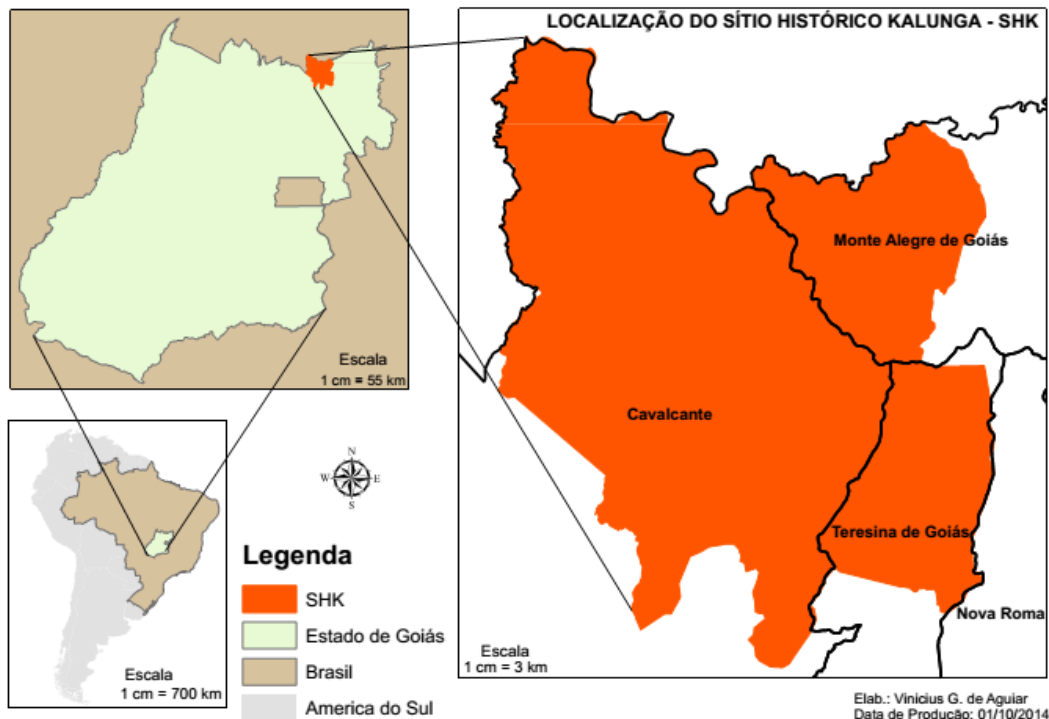 LOCALIZAÇÃO DO SÍTIO HISTÓRICO KALUNGA - SHK
Escala
1 cm = 55 km
Monte Alegre de Goiás
Cavalcante
Teresina de Goiás
Nova Roma
Escala
1 cm = 3 km
N
W E
S
Escala
1 cm = 700 km
Legenda
SHK
Estado de Goiás
Brasil
America do Sul
Elab.: Vinicius G. de Aguiar
Data de Produção: 01/10/2014